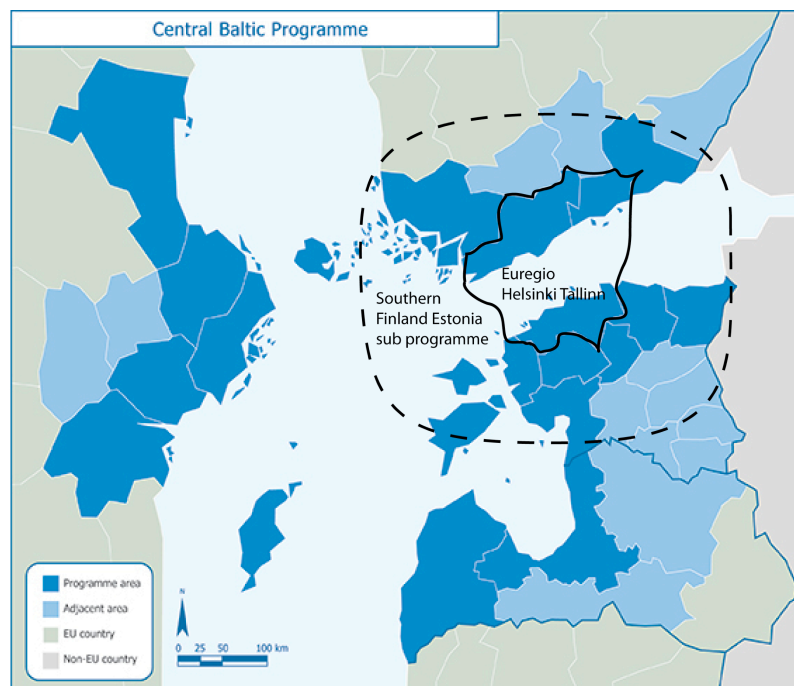 Central Baltic Programme
Euregio
Helsinki Tallinn
Southern
Finland Estonia
sub programme
Programme area
Adjacent area
EU country
Non-EU country
N
0 25 50 100 km